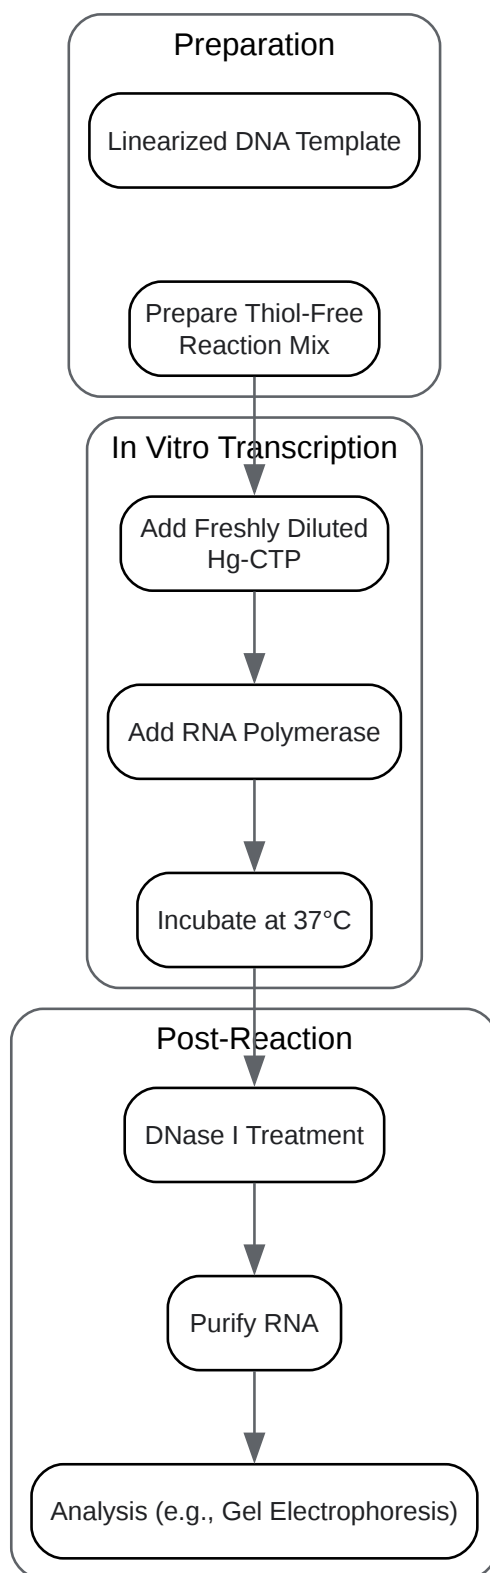 Preparation
Linearized DNA Template
Prepare Thiol-Free
Reaction Mix
In Vitro Transcription
Add Freshly Diluted
Hg-CTP
Add RNA Polymerase
Incubate at 37°C
Post-Reaction
DNase I Treatment
Purify RNA
Analysis (e.g., Gel Electrophoresis)